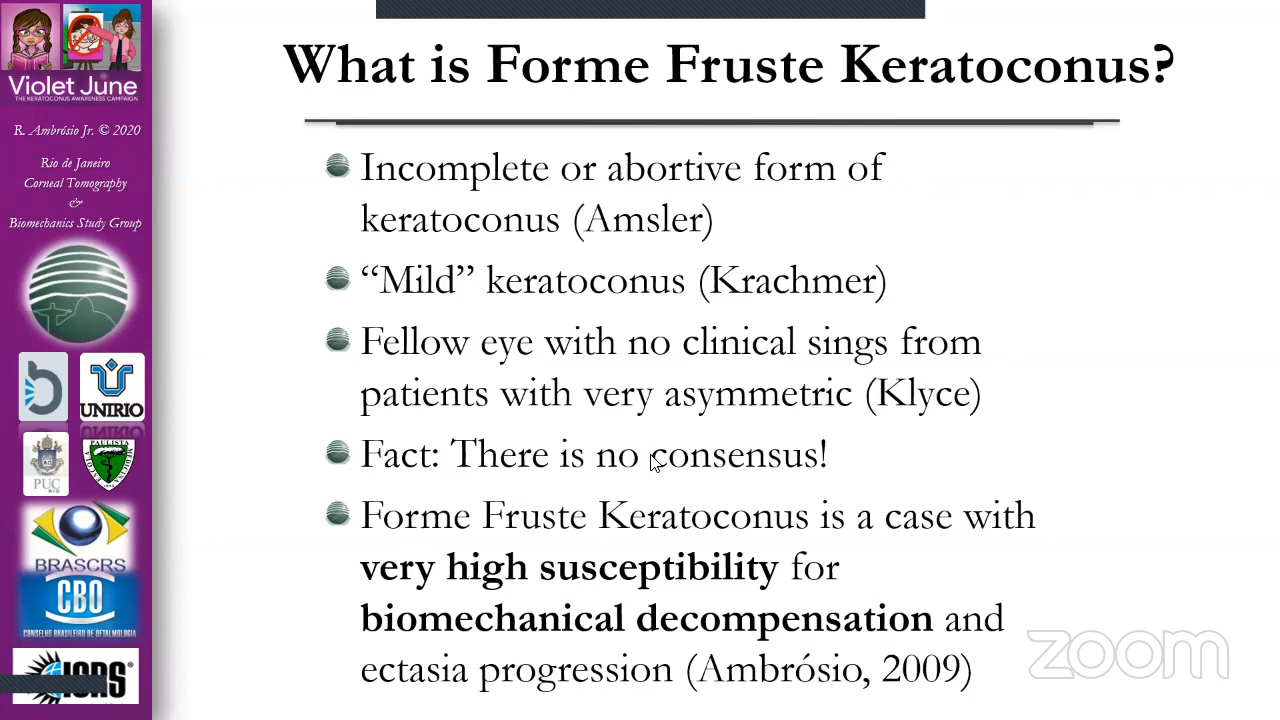 What is Forme Fruste Keratoconus?
Violet June
THE KERATOCONUS AWARENESS CAMPAIGN
R. Ambrósio Jr. © 2020
Rio de Janeiro
Corneal Tomography
&
Biomechanics Study Group
UNIRIO
PUC
RIO
PAULISTA
BRASCRS
CBO
CONSELHO BRASILEIRO DE OFTALMOLOGIA
Incomplete or abortive form of
keratoconus (Amsler)
“Mild” keratoconus (Krachmer)
Fellow eye with no clinical sings from
patients with very asymmetric (Klyce)
Fact: There is no consensus!
Forme Fruste Keratoconus is a case with
very high susceptibility for
biomechanical decompensation and
ectasia progression (Ambrósio, 2009)
zoom